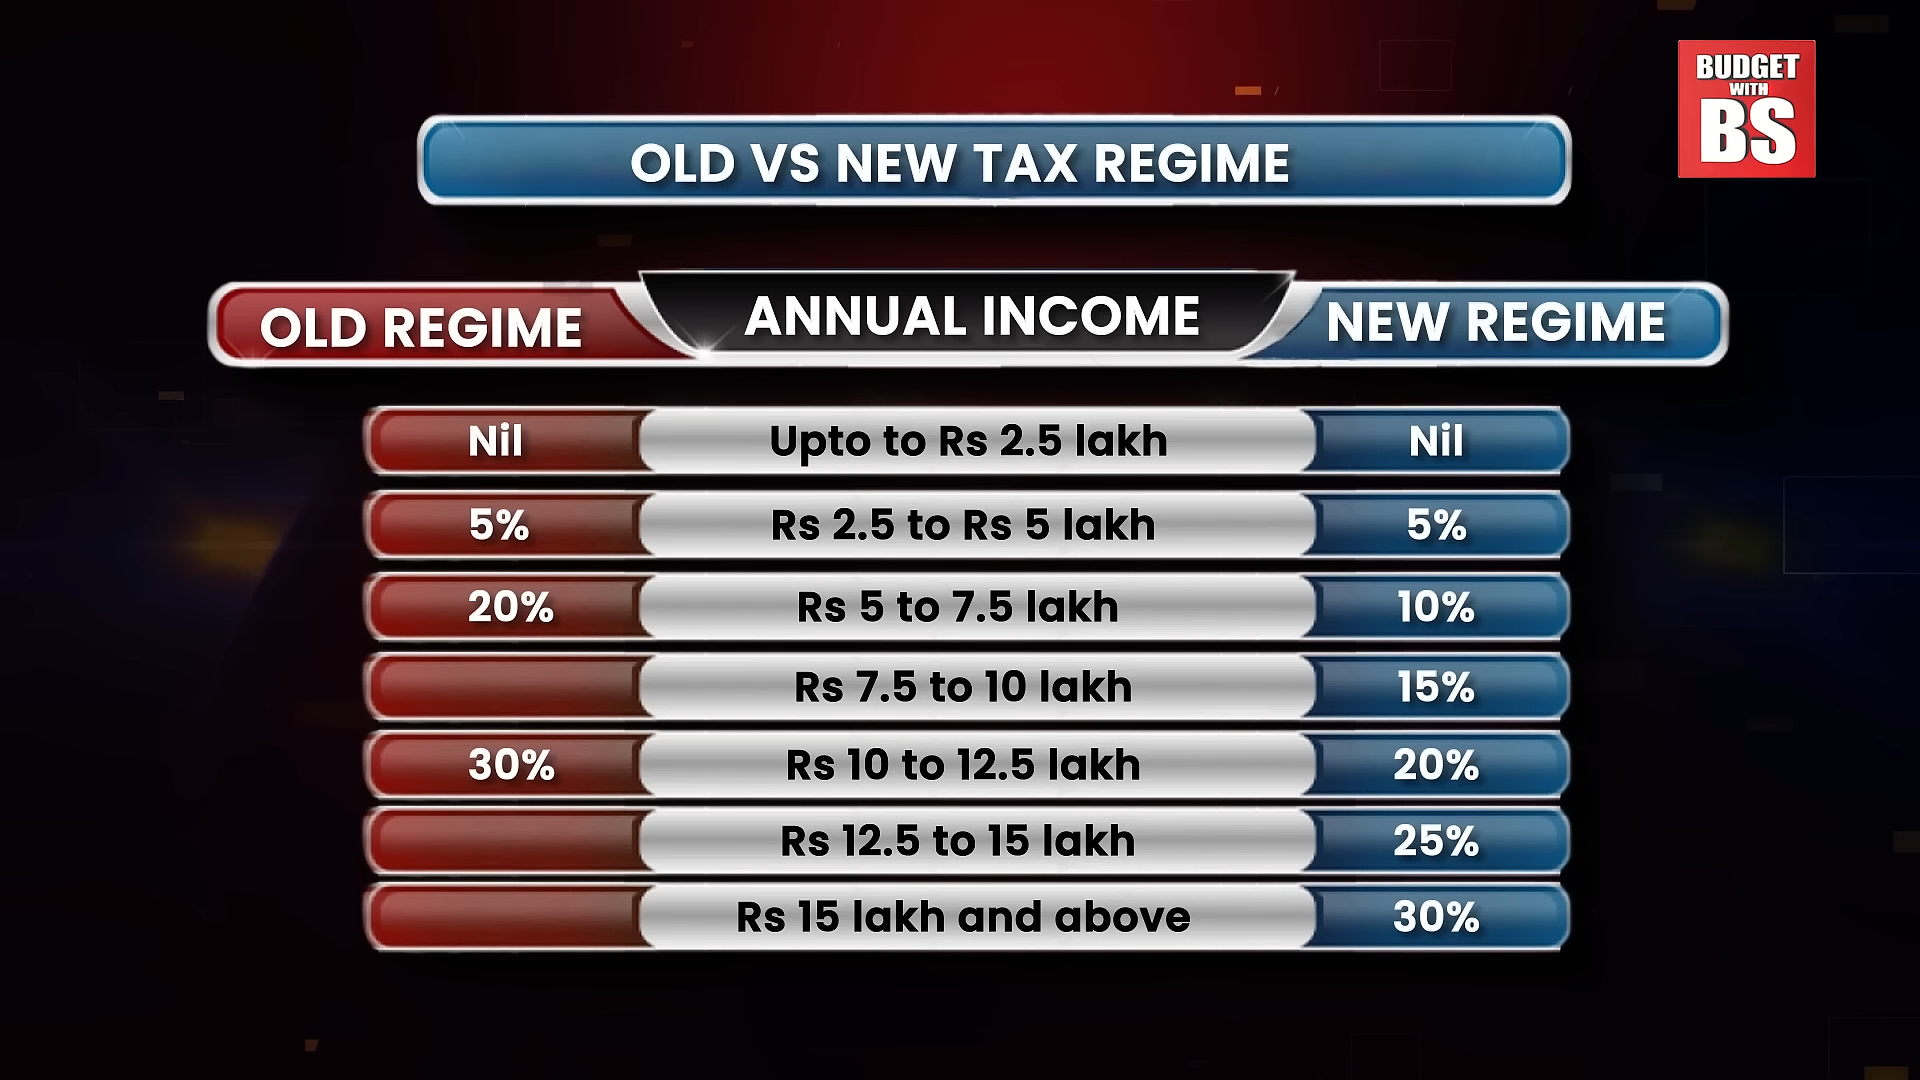 BUDGET
WITH
BS
OLD VS NEW TAX REGIME
OLD REGIME ANNUAL INCOME NEW REGIME
Nil Upto to Rs 2.5 lakh Nil
5% Rs 2.5 to Rs 5 lakh 5%
20% Rs 5 to 7.5 lakh 10%
Rs 7.5 to 10 lakh 15%
30% Rs 10 to 12.5 lakh 20%
Rs 12.5 to 15 lakh 25%
Rs 15 lakh and above 30%